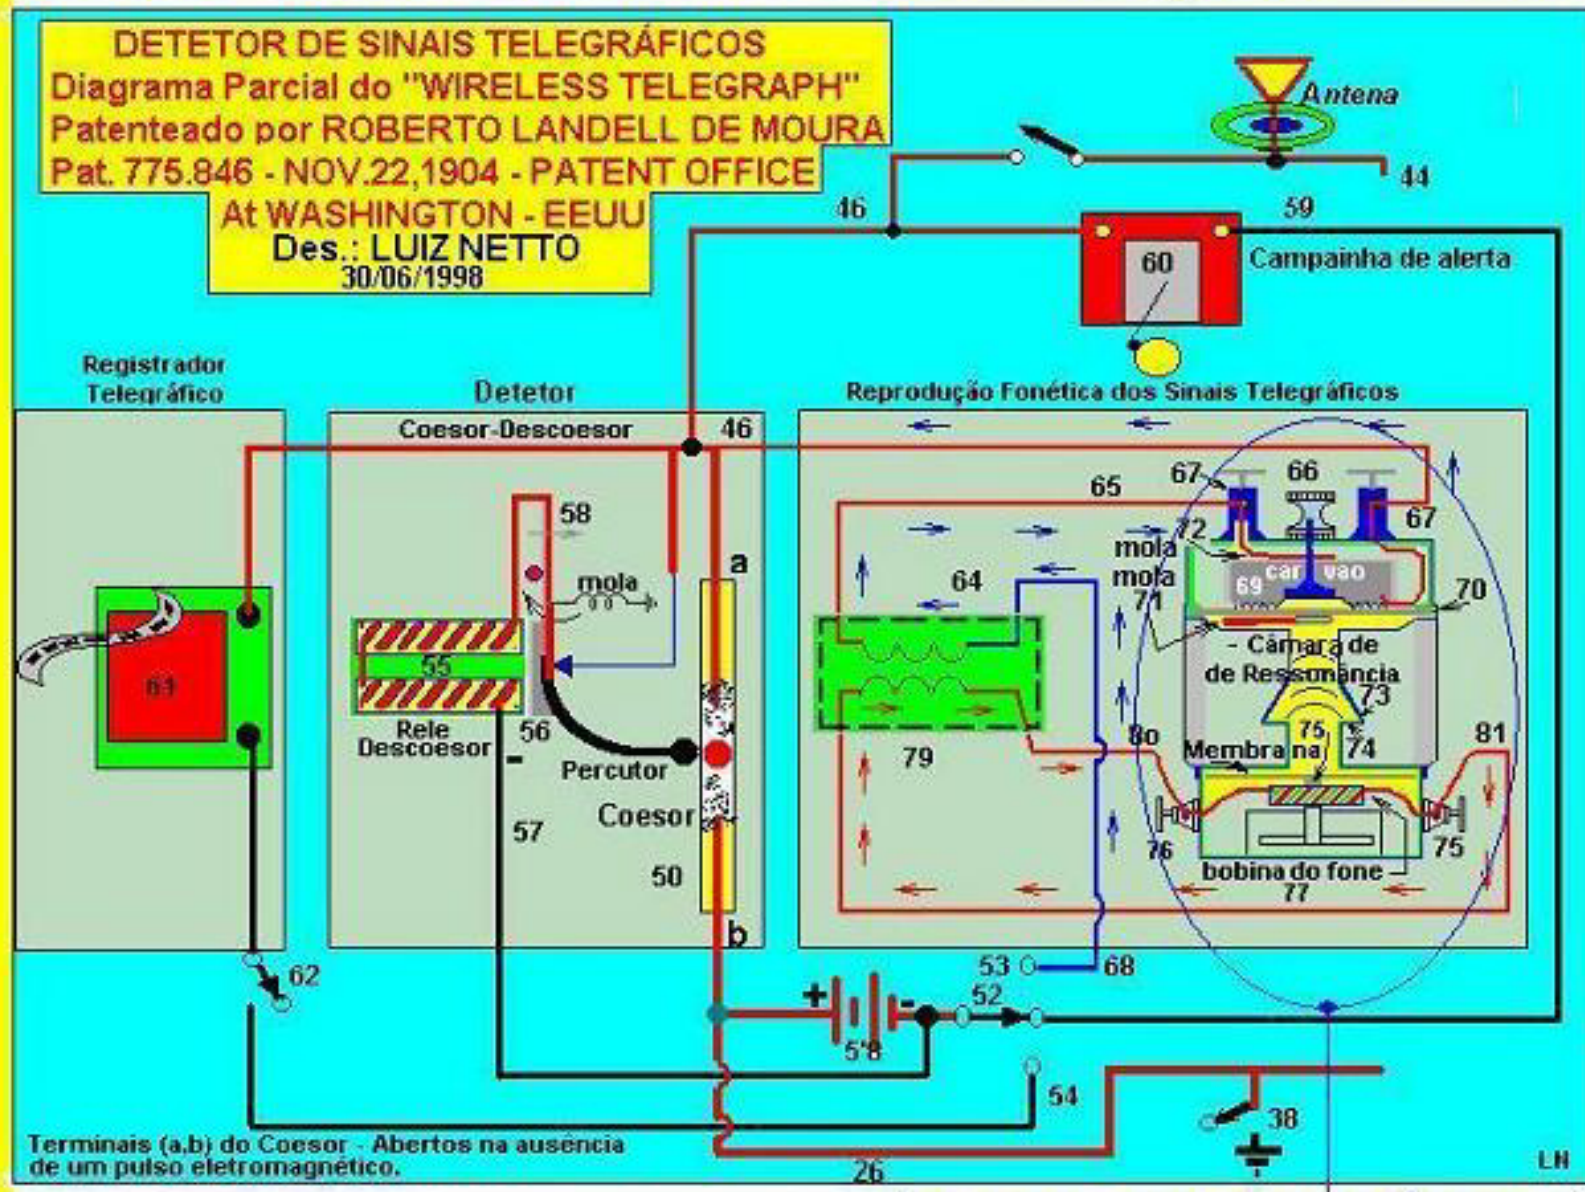 DETETOR DE SINAIS TELEGRÁFICOS
Diagrama Parcial do "WIRELESS TELEGRAPH"
Patenteado por ROBERTO LANDELL DE MOURA
Pat. 775.846 - NOV.22,1904 - PATENT OFFICE
At WASHINGTON - EEUU
Des.: LUIZ NETTO
30/06/1998
Antena
44
46
59
60
Campainha de alerta
Registrador
Telegráfico
61
62
Detetor
Coesor-Descoesor
46
58
a
mola
55
Rele
Descoesor
56
-
Percutor
Coesor
57
50
b
Reprodução Fonética dos Sinais Telegráficos
67
66
65
67
72
mola
mola
71
69
carvao
70
64
- Câmara de
de Ressonância
73
75
74
Membrana
79
80
81
76
75
bobina do fone
77
53
68
52
+
-
5'8
54
38
26
Terminais (a,b) do Coesor - Abertos na ausência
de um pulso eletromagnético.
LN